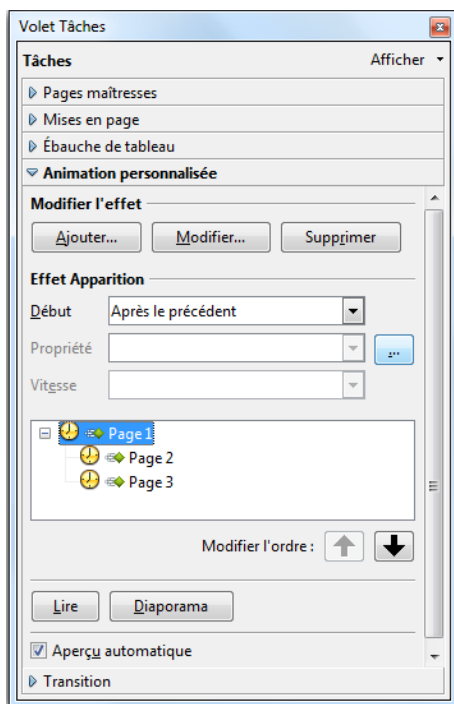 Volet Tâches
Tâches Afficher
Pages maîtresses
Mises en page
Ébauche de tableau
Animation personnalisée
Modifier l'effet
Ajouter... Modifier... Supprimer
Effet Apparition
Début Après le précédent
Propriété ...
Vitesse
Page 1
Page 2
Page 3
Modifier l'ordre :
Lire Diaporama
Aperçu automatique
Transition